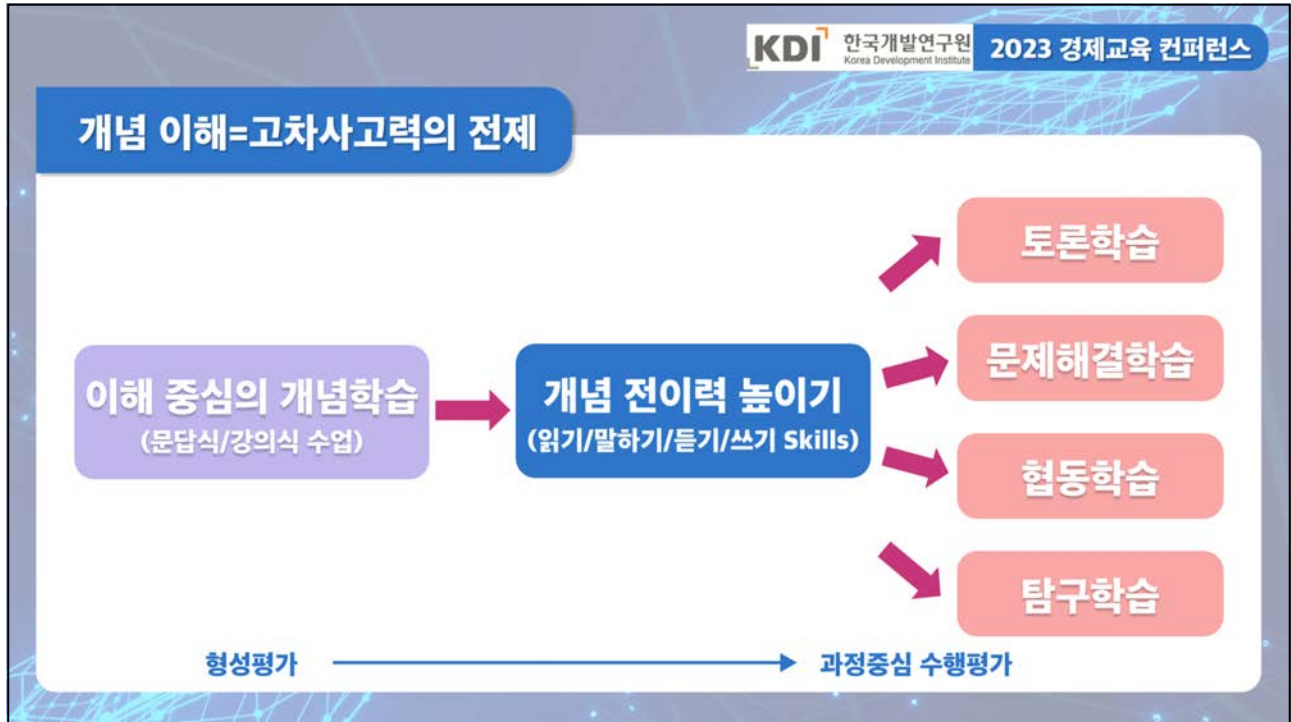 KDI 한국개발연구원
Korea Development Institute
2023 경제교육 컨퍼런스
개념 이해=고차사고력의 전제
이해 중심의 개념학습
(문답식/강의식 수업)
개념 전이력 높이기
(읽기/말하기/듣기/쓰기 Skills)
토론학습
문제해결학습
협동학습
탐구학습
형성평가
과정중심 수행평가